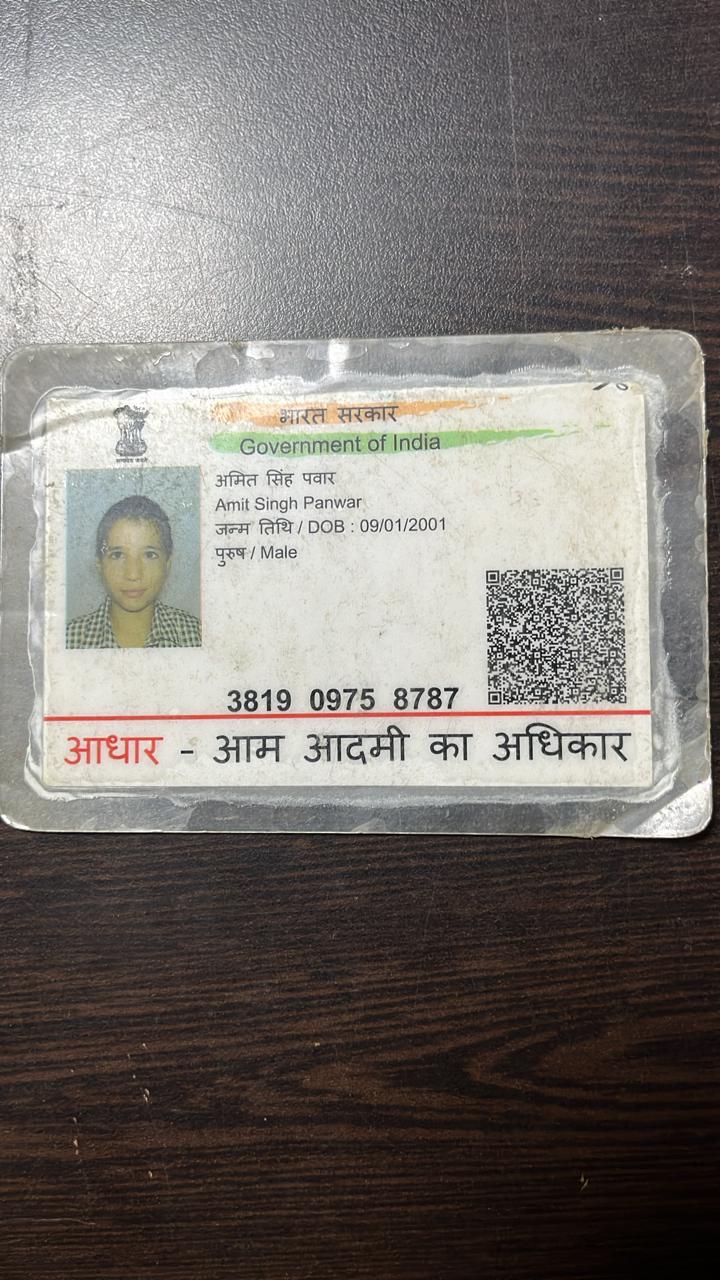 भारत सरकार
Government of India
अमित सिंह पवार
Amit Singh Panwar
जन्म तिथि / DOB : 09/01/2001
पुरुष / Male
3819 0975 8787
आधार - आम आदमी का अधिकार